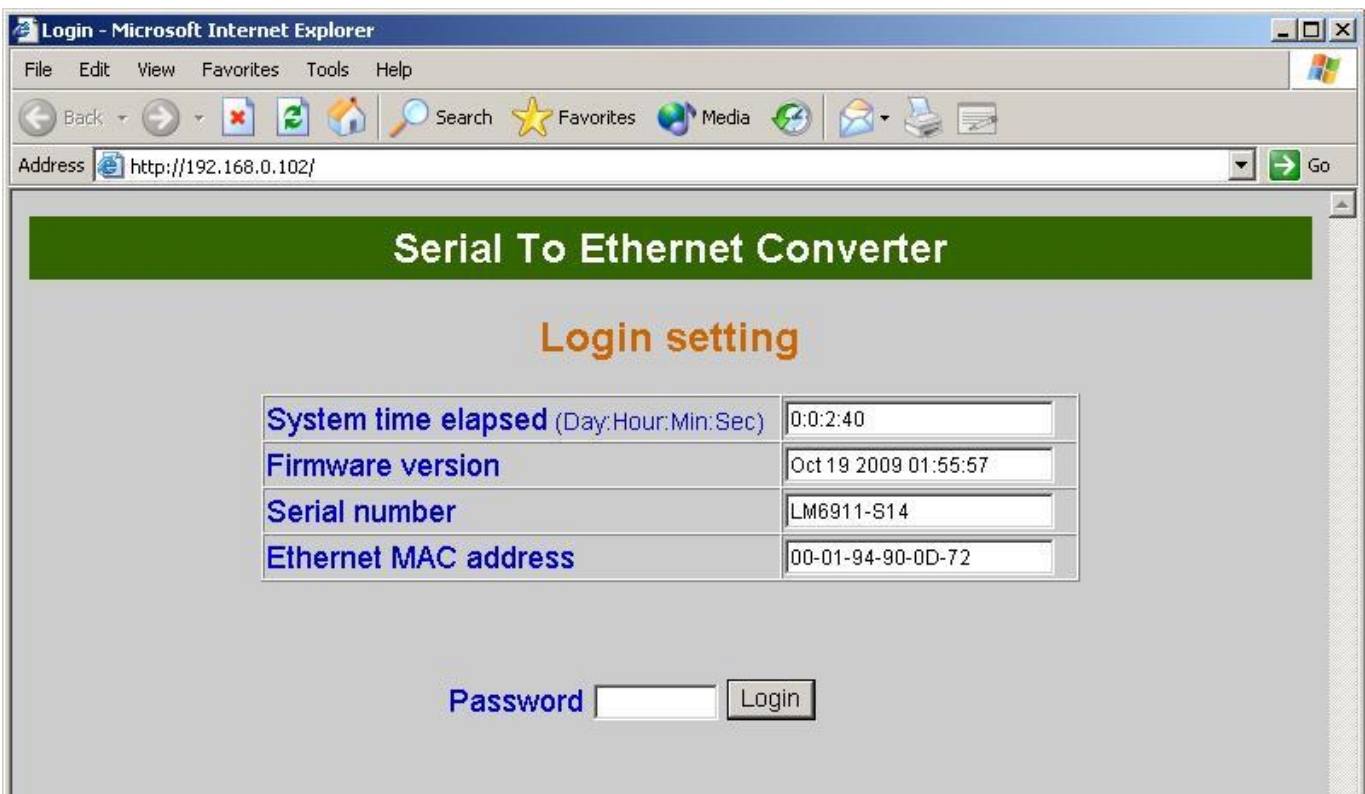 Login - Microsoft Internet Explorer
File Edit View Favorites Tools Help
Back Search Favorites Media
Address http://192.168.0.102/ Go
Serial To Ethernet Converter
Login setting
System time elapsed (Day:Hour:Min:Sec) 0:0:2:40
Firmware version Oct 19 2009 01:55:57
Serial number LM6911-S14
Ethernet MAC address 00-01-94-90-0D-72
Password Login